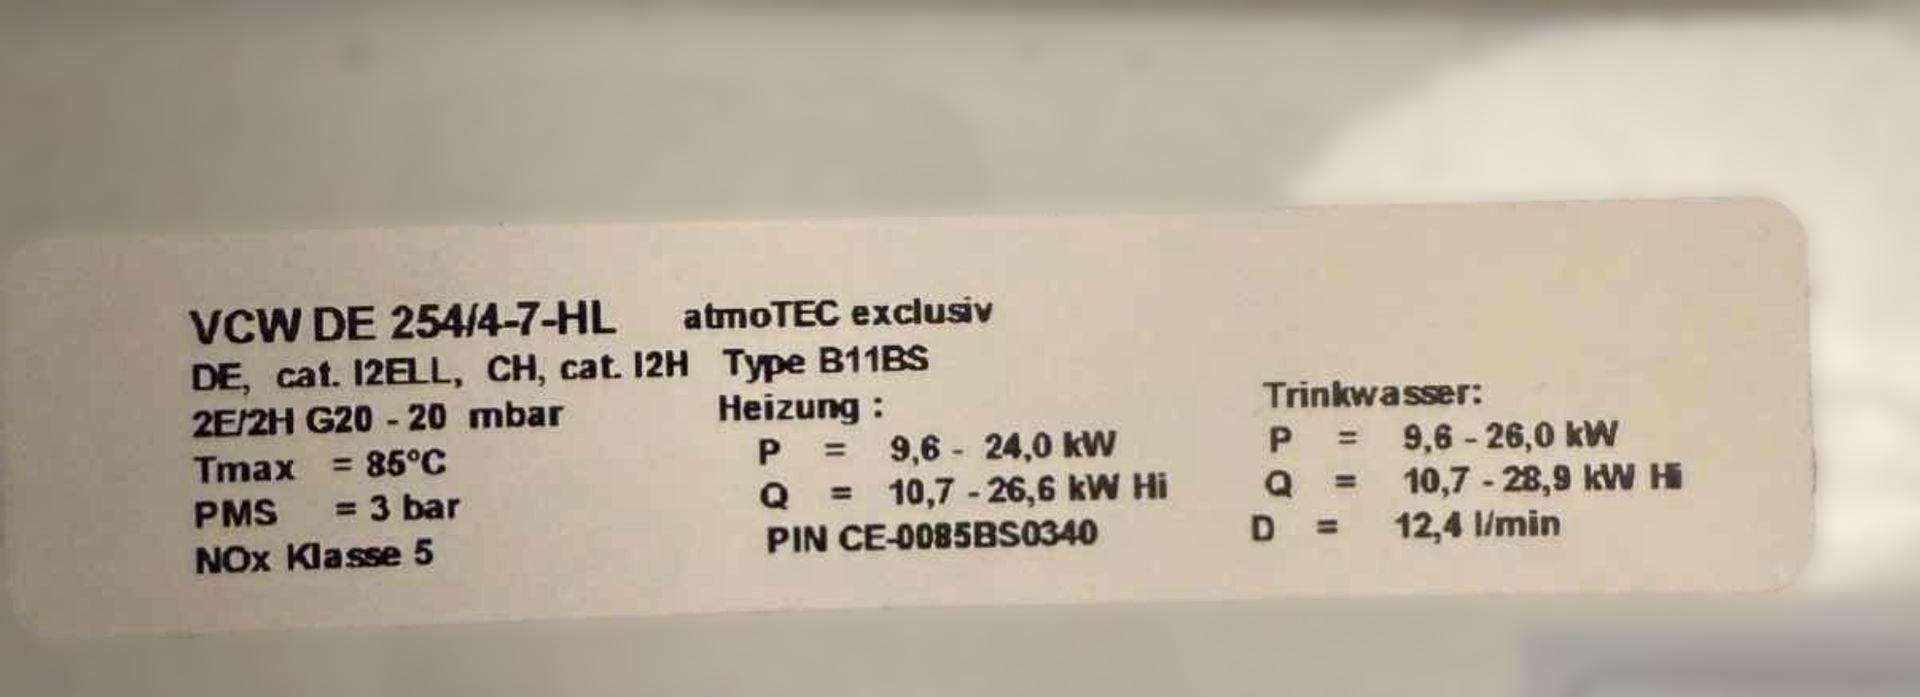 VCW DE 254/4-7-HL atmoTEC exclusiv
DE, cat. I2ELL, CH, cat. I2H Type B11BS
2E/2H G20 - 20 mbar
Tmax = 85°C
PMS = 3 bar
NOx Klasse 5
Heizung :
P = 9,6 - 24,0 kW
Q = 10,7 - 26,6 kW Hi
PIN CE-0085BS0340
Trinkwasser:
P = 9,6 - 26,0 kW
Q = 10,7 - 28,9 kW Hi
D = 12,4 l/min